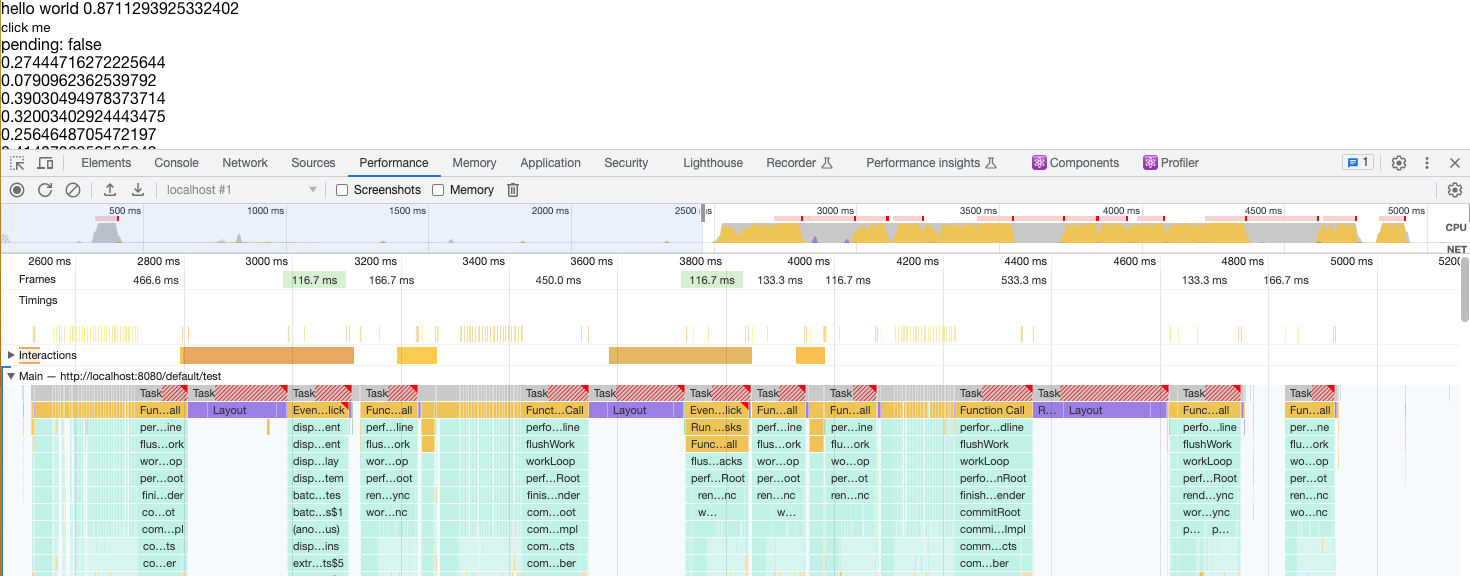 hello world 0.8711293925332402
click me
pending: false
0.27444716272225644
0.0790962362539792
0.39030494978373714
0.32003402924443475
0.2564648705472197
Elements Console Network Sources Performance Memory Application Security Lighthouse Recorder Performance insights Components Profiler 1
localhost #1 Screenshots Memory
500 ms 1000 ms 1500 ms 2000 ms 2500 ms 3000 ms 3500 ms 4000 ms 4500 ms 5000 ms
CPU
NET
2600 ms 2800 ms 3000 ms 3200 ms 3400 ms 3600 ms 3800 ms 4000 ms 4200 ms 4400 ms 4600 ms 4800 ms 5000 ms 5200
Frames 466.6 ms 116.7 ms 166.7 ms 450.0 ms 116.7 ms 133.3 ms 116.7 ms 533.3 ms 133.3 ms 166.7 ms
Timings
Interactions
Main — http://localhost:8080/default/test
Task Task Task Task Task Task Task Task Task Task Task Task Task
Fun…all Layout Even…lick Func…all Funct…Call Layout Even…lick Fun…all Fun…all Function Call R… Layout Func…all Fun…all
per…ine disp…ent perf…line perfo…line Run …sks perf…ine perf…line perfor…dline perfo…line per…ne
flus…ork disp…ent flus…ork flushWork Func…all flus…ork flu…ork flushWork flushWork flu…ork
wor…op disp…lay wor…op workLoop flus…acks wor…op wo…op workLoop workLoop wo…op
per…oot disp…tem perf…oot perf…Root perf…Root per…oot per…ot perfo…nRoot perf…Root per…ot
fini…der batc…tes ren…ync finis…nder ren…nc ren…nc ren…nc finish…ender rend…ync ren…nc
co…ot batc…s$1 wor…nc com…oot w… w… commitRoot wor…ync wo…nc
com…pl (ano…us) com…mpl commi…lmpl p… p…
co…ts disp…ins com…cts comm…cts
co…er extr…ts$5 com…ber com…ber